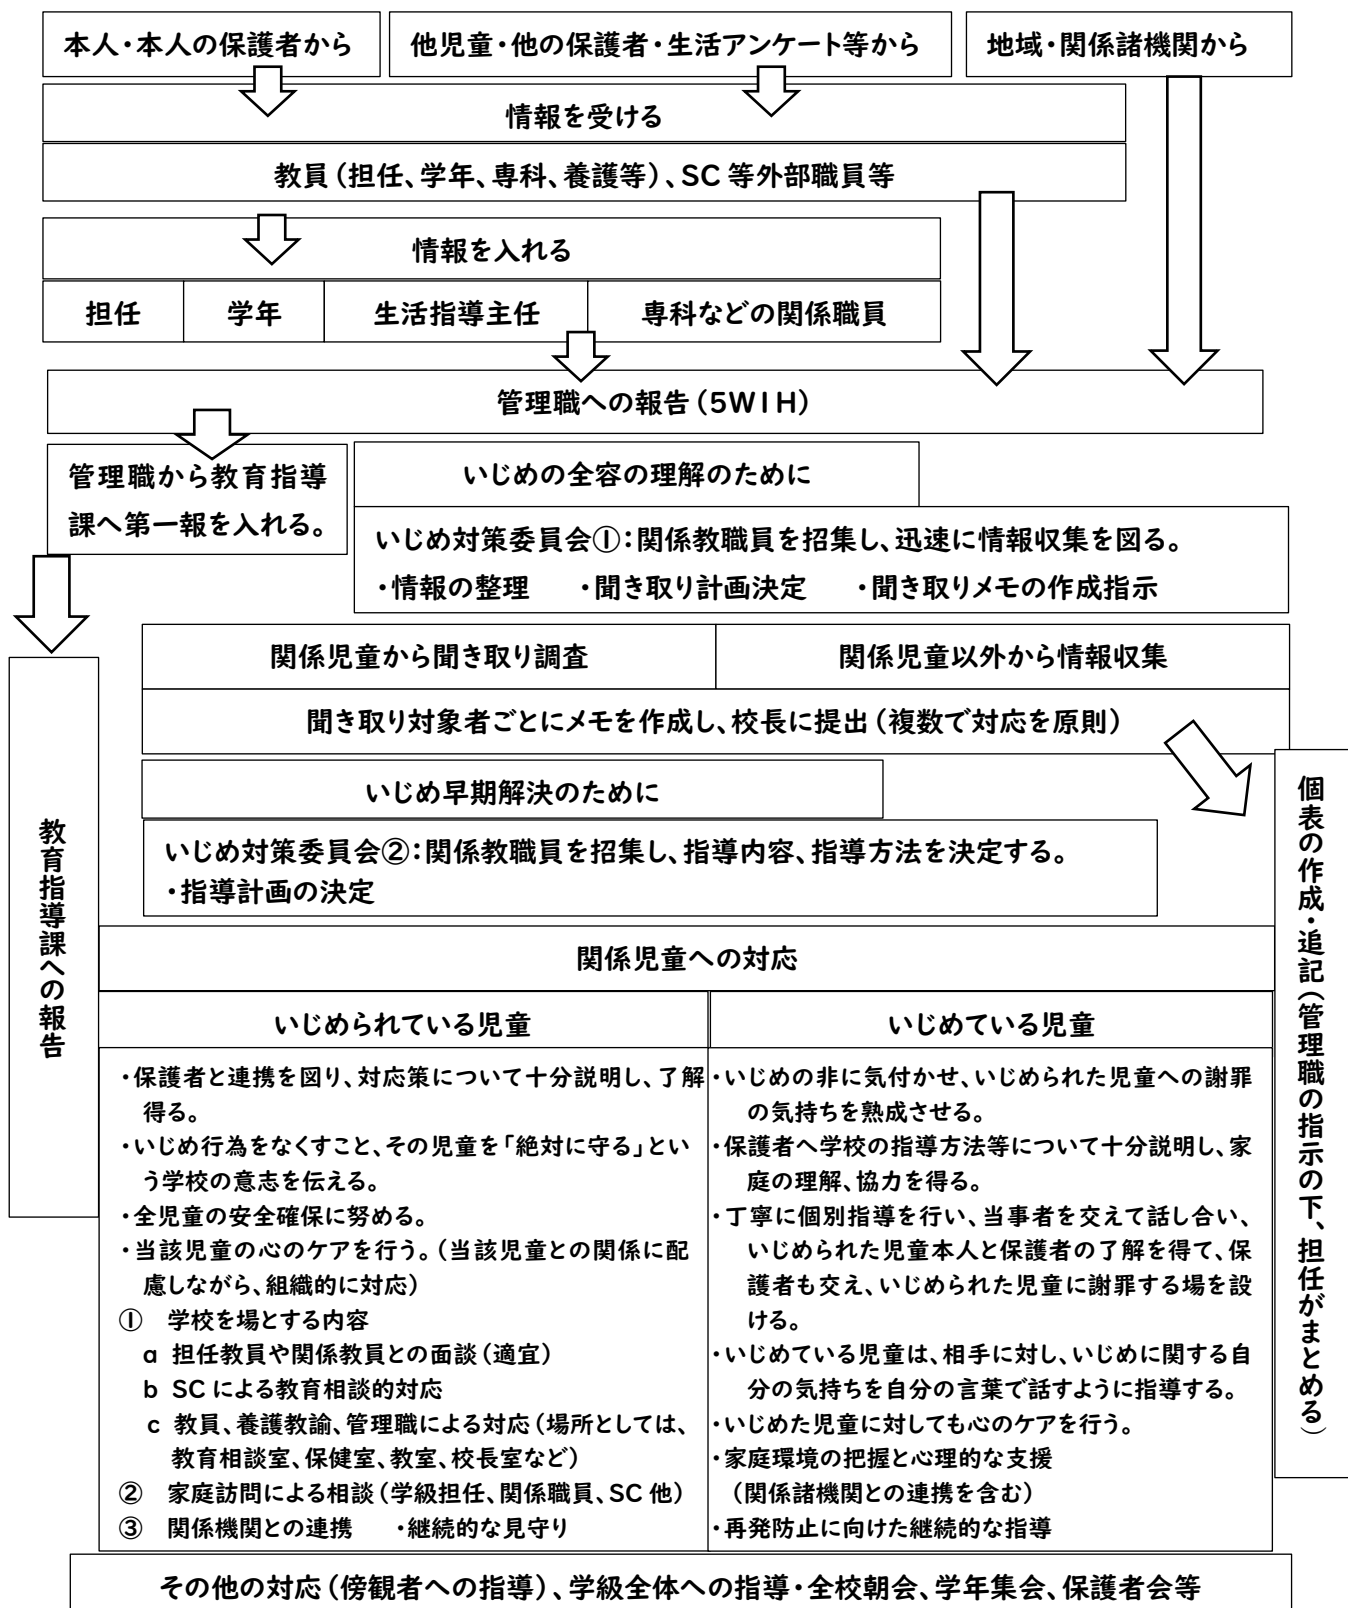 本人・本人の保護者から
他児童・他の保護者・生活アンケート等から
地域・関係諸機関から
情報を受ける
教員（担任、学年、専科、養護等）、SC等外部職員等
情報を入れる
担任
学年
生活指導主任
専科などの関係職員
管理職への報告（5W1H）
管理職から教育指導
課へ第一報を入れる。
いじめの全容の理解のために
いじめ対策委員会①：関係教職員を招集し、迅速に情報収集を図る。
・情報の整理　・聞き取り計画決定　・聞き取りメモの作成指示
関係児童から聞き取り調査
関係児童以外から情報収集
聞き取り対象者ごとにメモを作成し、校長に提出（複数で対応を原則）
いじめ早期解決のために
いじめ対策委員会②：関係教職員を招集し、指導内容、指導方法を決定する。
・指導計画の決定
教育指導課への報告
個表の作成・追記（管理職の指示の下、担任がまとめる）
関係児童への対応
いじめられている児童
・保護者と連携を図り、対応策について十分説明し、了解
得る。
・いじめ行為をなくすこと、その児童を「絶対に守る」とい
う学校の意志を伝える。
・全児童の安全確保に努める。
・当該児童の心のケアを行う。（当該児童との関係に配
慮しながら、組織的に対応）
①　学校を場とする内容
a 担任教員や関係教員との面談（適宜）
b SCによる教育相談的対応
c 教員、養護教諭、管理職による対応（場所としては、
教育相談室、保健室、教室、校長室など）
②　家庭訪問による相談（学級担任、関係職員、SC他）
③　関係機関との連携　・継続的な見守り
いじめている児童
・いじめの非に気付かせ、いじめられた児童への謝罪
の気持ちを熟成させる。
・保護者へ学校の指導方法等について十分説明し、家
庭の理解、協力を得る。
・丁寧に個別指導を行い、当事者を交えて話し合い、
いじめられた児童本人と保護者の了解を得て、保
護者も交え、いじめられた児童に謝罪する場を設
ける。
・いじめている児童は、相手に対し、いじめに関する自
分の気持ちを自分の言葉で話すように指導する。
・いじめた児童に対しても心のケアを行う。
・家庭環境の把握と心理的な支援
（関係諸機関との連携を含む）
・再発防止に向けた継続的な指導
その他の対応（傍観者への指導）、学級全体への指導・全校朝会、学年集会、保護者会等